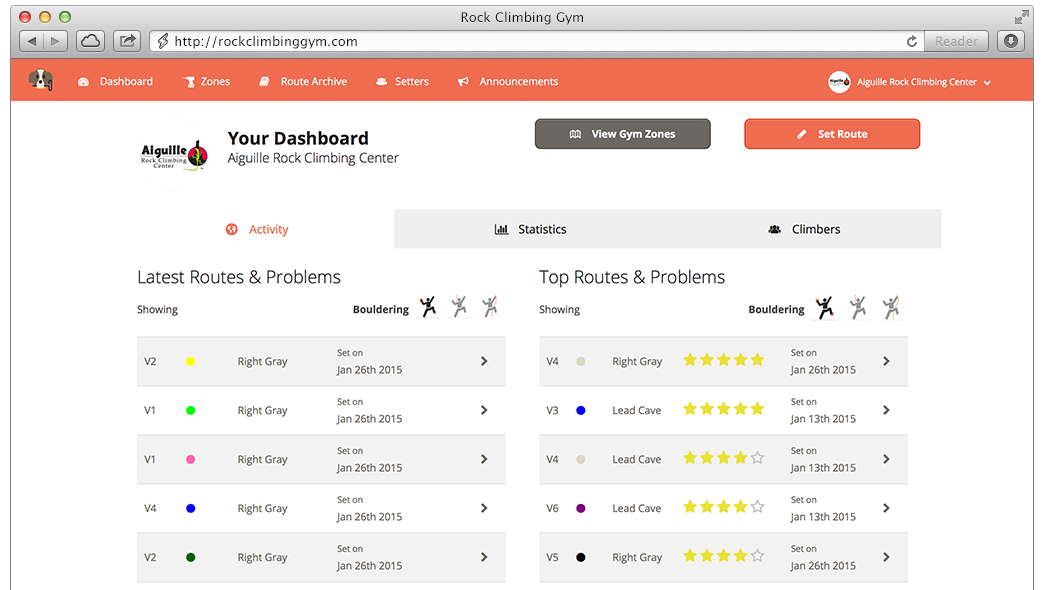 Rock Climbing Gym
http://rockclimbinggym.com
Reader
Dashboard
Zones
Route Archive
Setters
Announcements
Aiguille Rock Climbing Center
Aiguille
Rock Climbing
Center
Your Dashboard
Aiguille Rock Climbing Center
View Gym Zones
Set Route
Activity
Statistics
Climbers
Latest Routes & Problems
Showing
Bouldering
V2 Right Gray Set on
Jan 26th 2015
V1 Right Gray Set on
Jan 26th 2015
V1 Right Gray Set on
Jan 26th 2015
V4 Right Gray Set on
Jan 26th 2015
V2 Right Gray Set on
Jan 26th 2015
Top Routes & Problems
Showing
Bouldering
V4 Right Gray Set on
Jan 26th 2015
V3 Lead Cave Set on
Jan 13th 2015
V4 Lead Cave Set on
Jan 13th 2015
V6 Lead Cave Set on
Jan 13th 2015
V5 Right Gray Set on
Jan 26th 2015